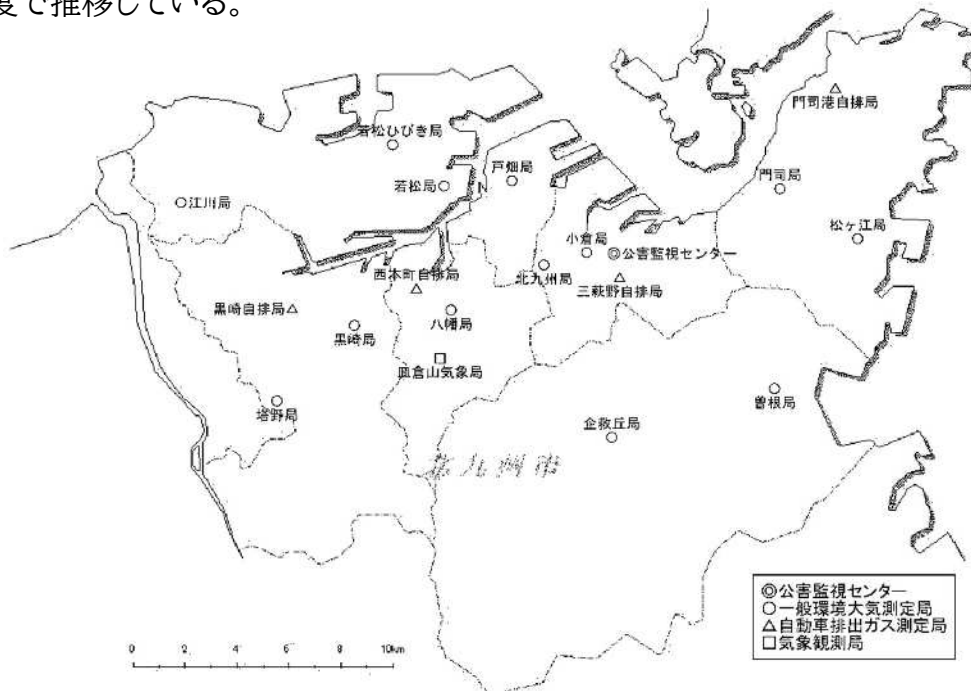 度で推移している。
門司港自排局
若松ひびき局
戸畑局
若松局
門司局
江川局
松ヶ江局
小倉局
公害監視センター
西本町自排局
北九州局
三萩野自排局
黒崎自排局
八幡局
黒崎局
皿倉山気象局
塔野局
曽根局
企救丘局
北九州市
◎公害監視センター
○一般環境大気測定局
△自動車排出ガス測定局
□気象観測局
0 2 4 6 8 10km